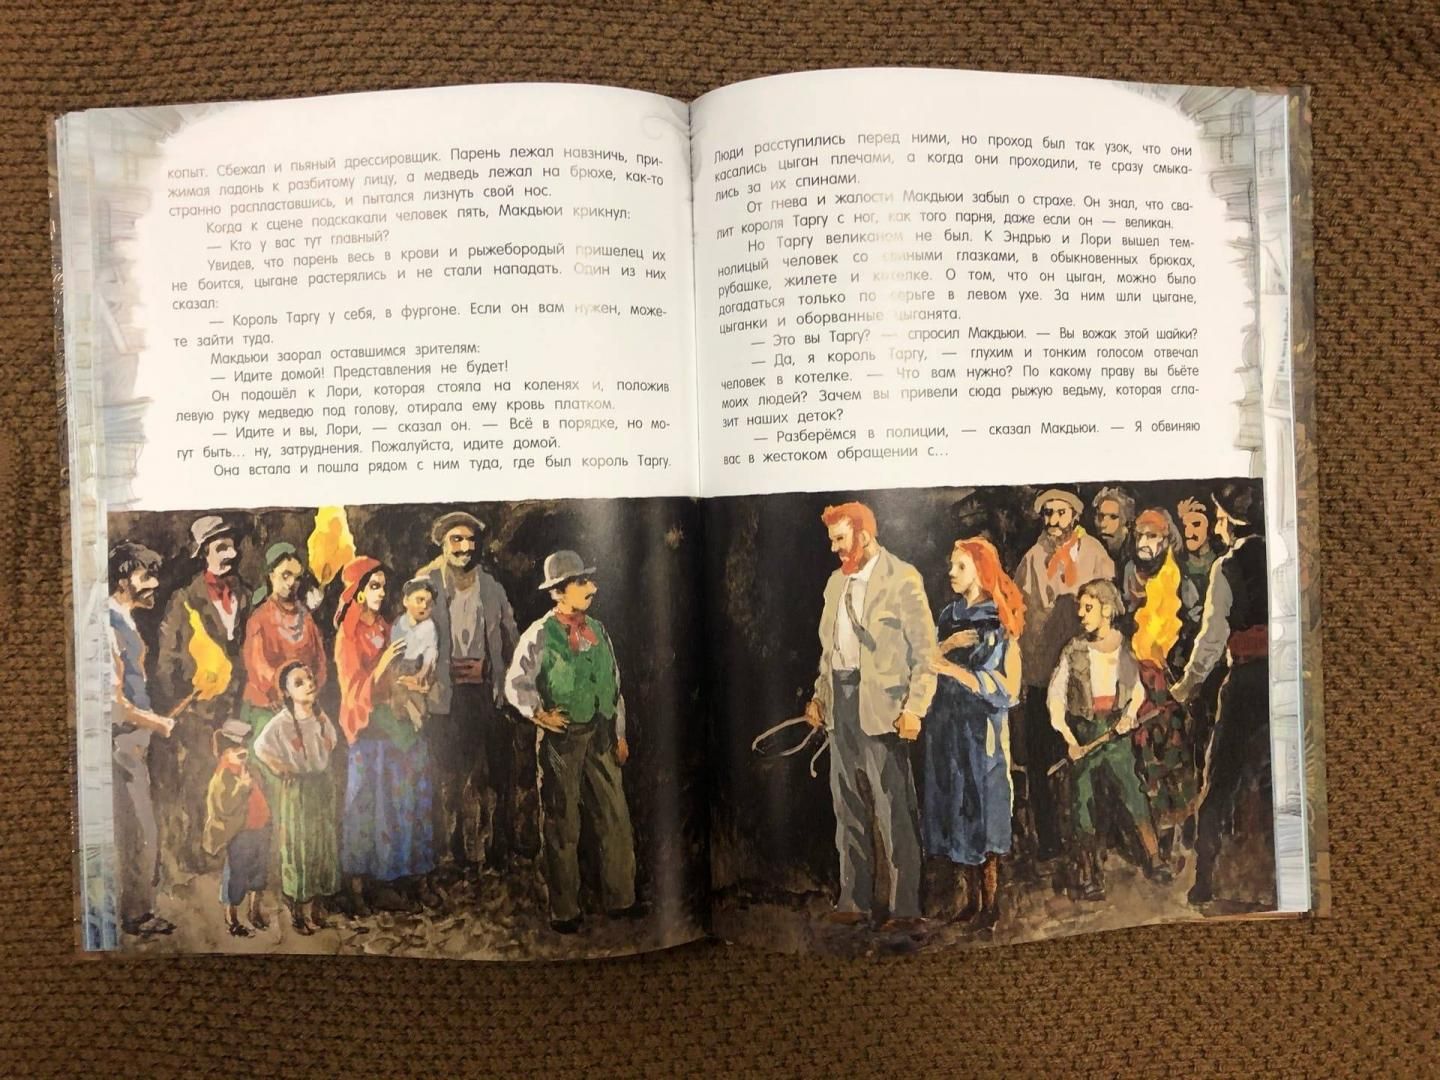 копыт. Сбежал и пьяный дрессировщик. Парень лежал навзничь, при-
жимая ладонь к разбитому лицу, а медведь лежал на брюхе, как-то
странно распластавшись, и пытался лизнуть свой нос.
Когда к сцене подскакали человек пять, Макдьюи крикнул:
— Кто у вас тут главный?
Увидев, что парень весь в крови и рыжебородый пришелец их
не боится, цыгане растерялись и не стали нападать. Один из них
сказал:
— Король Таргу у себя, в фургоне. Если он вам нужен, може-
те зайти туда.
Макдьюи заорал оставшимся зрителям:
— Идите домой! Представления не будет!
Он подошёл к Лори, которая стояла на коленях и, положив
левую руку медведю под голову, отирала ему кровь платком.
— Идите и вы, Лори, — сказал он. — Всё в порядке, но мо-
гут быть... ну, затруднения. Пожалуйста, идите домой.
Она встала и пошла рядом с ним туда, где был король Таргу.
Люди расступились перед ними, но проход был так узок, что они
касались цыган плечами, а когда они проходили, те сразу смыка-
лись за их спинами.
От гнева и жалости Макдьюи забыл о страхе. Он знал, что сва-
лит короля Таргу с ног, как того парня, даже если он — великан.
Но Таргу великаном не был. К Эндрью и Лори вышел тем-
нолицый человек со свиными глазками, в обыкновенных брюках,
рубашке, жилете и котелке. О том, что он цыган, можно было
догадаться только по серьге в левом ухе. За ним шли цыгане,
цыганки и оборванные цыганята.
— Это вы Таргу? — спросил Макдьюи. — Вы вожак этой шайки?
— Да, я король Таргу, — глухим и тонким голосом отвечал
человек в котелке. — Что вам нужно? По какому праву вы бьёте
моих людей? Зачем вы привели сюда рыжую ведьму, которая сгла-
зит наших деток?
— Разберёмся в полиции, — сказал Макдьюи. — Я обвиняю
вас в жестоком обращении с...